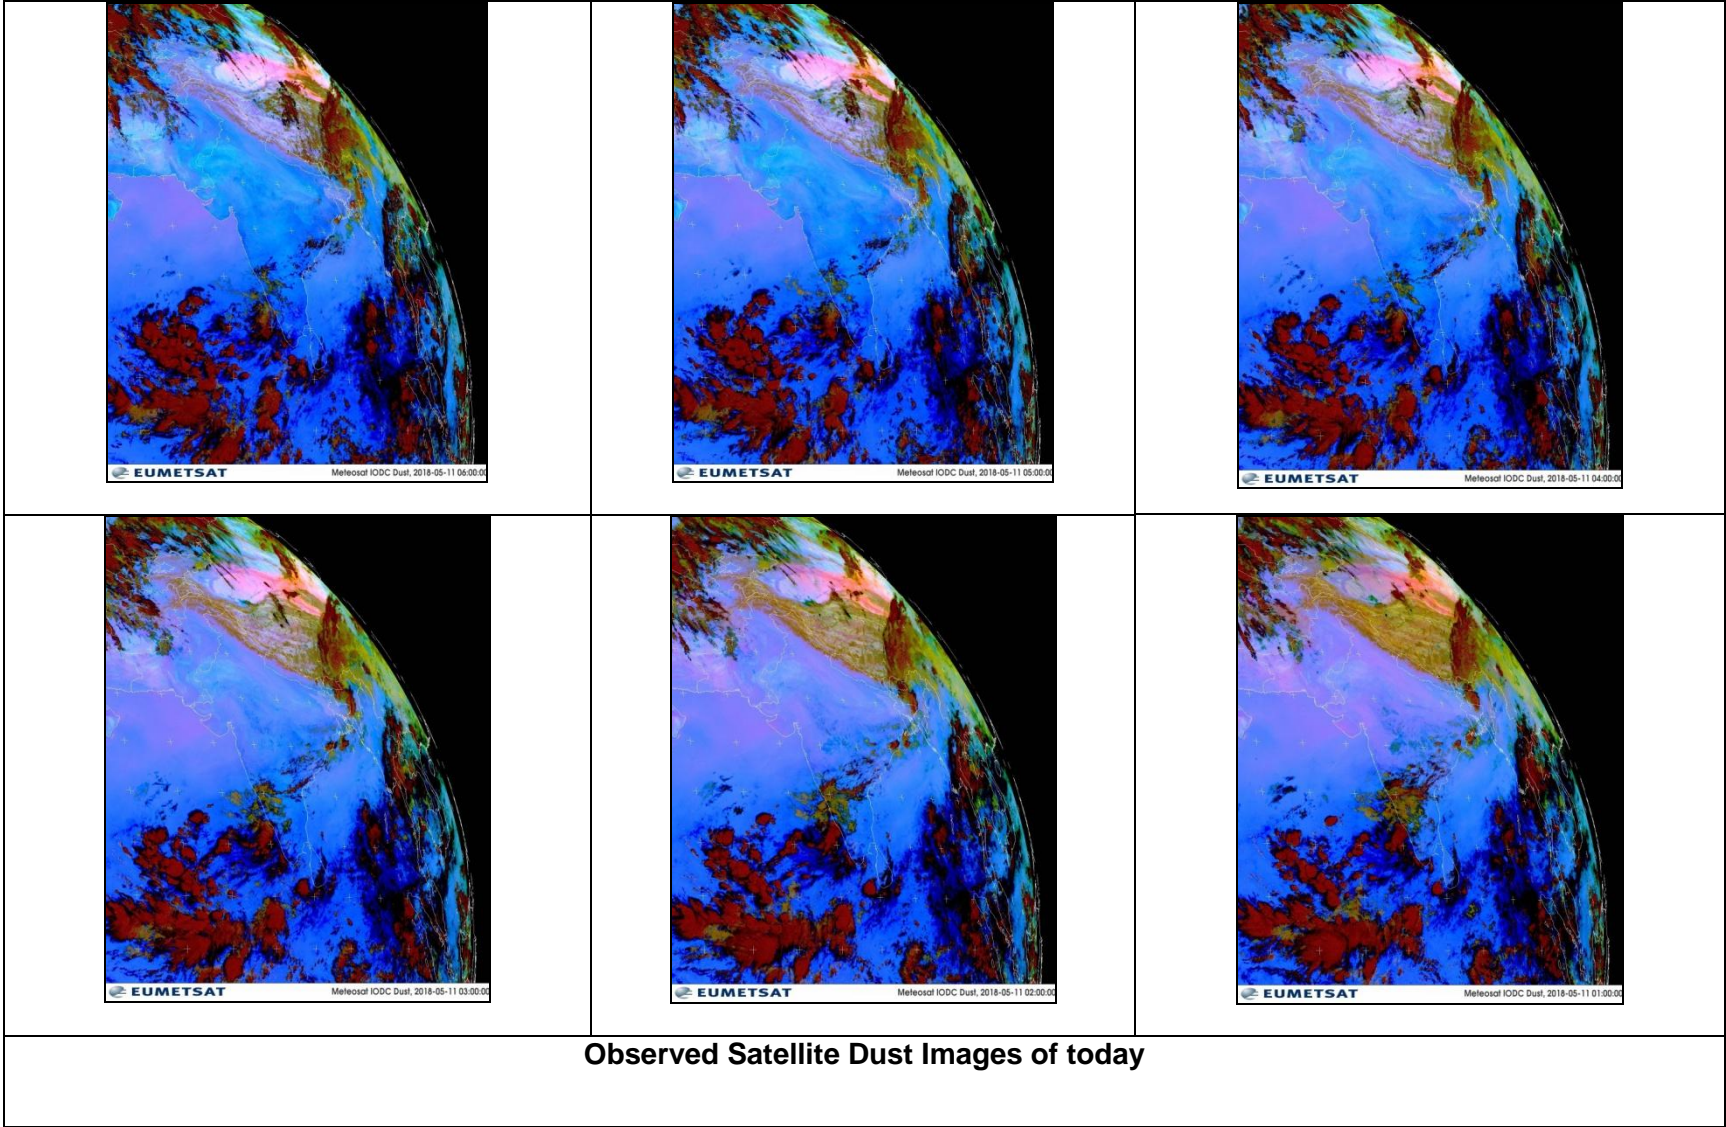 EUMETSAT Meteosat IODC Dust, 2018-05-11 06:00:00
EUMETSAT Meteosat IODC Dust, 2018-05-11 05:00:00
EUMETSAT Meteosat IODC Dust, 2018-05-11 04:00:00
EUMETSAT Meteosat IODC Dust, 2018-05-11 03:00:00
EUMETSAT Meteosat IODC Dust, 2018-05-11 02:00:00
EUMETSAT Meteosat IODC Dust, 2018-05-11 01:00:00
Observed Satellite Dust Images of today